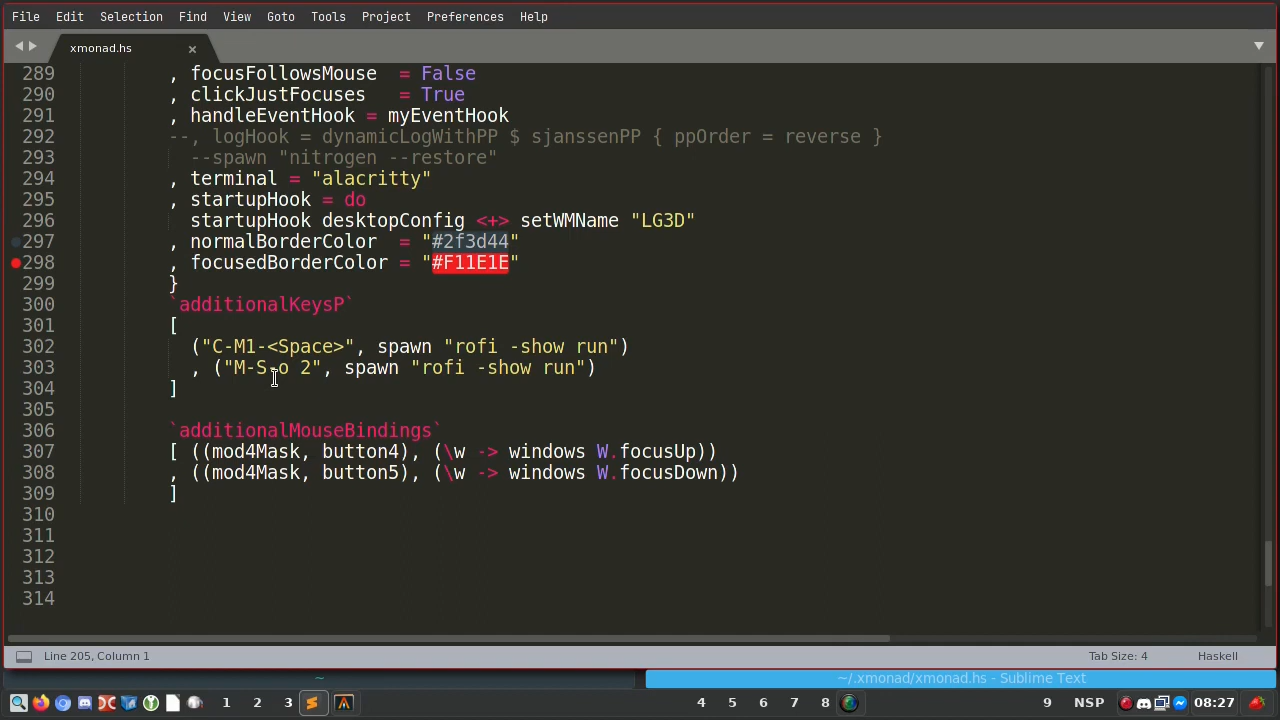 File Edit Selection Find View Goto Tools Project Preferences Help
xmonad.hs
289 , focusFollowsMouse = False
290 , clickJustFocuses = True
291 , handleEventHook = myEventHook
292 --, logHook = dynamicLogWithPP $ sjanssenPP { ppOrder = reverse }
293 --spawn "nitrogen --restore"
294 , terminal = "alacritty"
295 , startupHook = do
296 startupHook desktopConfig <+> setWMName "LG3D"
297 , normalBorderColor = "#2f3d44"
298 , focusedBorderColor = "#F11E1E"
299 }
300 `additionalKeysP`
301 [
302 ("C-M1-<Space>", spawn "rofi -show run")
303 , ("M-S-o 2", spawn "rofi -show run")
304 ]
305
306 `additionalMouseBindings`
307 [ ((mod4Mask, button4), (\w -> windows W.focusUp))
308 , ((mod4Mask, button5), (\w -> windows W.focusDown))
309 ]
310
311
312
313
314
Line 205, Column 1 Tab Size: 4 Haskell
~ ~/.xmonad/xmonad.hs - Sublime Text
1 2 3 4 5 6 7 8 9 NSP 08:27